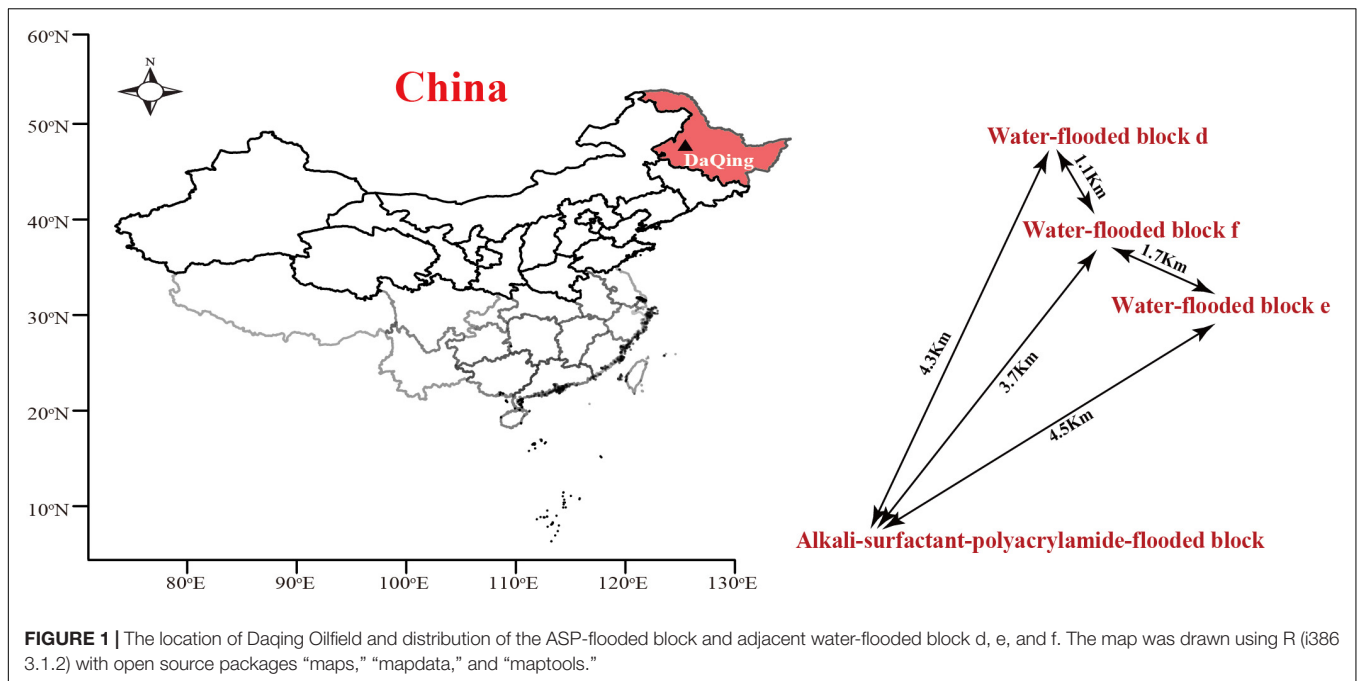 60°N
50°N
40°N
30°N
20°N
10°N
80°E
90°E
100°E
110°E
120°E
130°E
N
China
DaQing
Water-flooded block d
1.1Km
Water-flooded block f
1.7Km
Water-flooded block e
4.3Km
3.7Km
4.5Km
Alkali-surfactant-polyacrylamide-flooded block
FIGURE 1 | The location of Daqing Oilfield and distribution of the ASP-flooded block and adjacent water-flooded block d, e, and f. The map was drawn using R (i386
3.1.2) with open source packages “maps,” “mapdata,” and “maptools.”